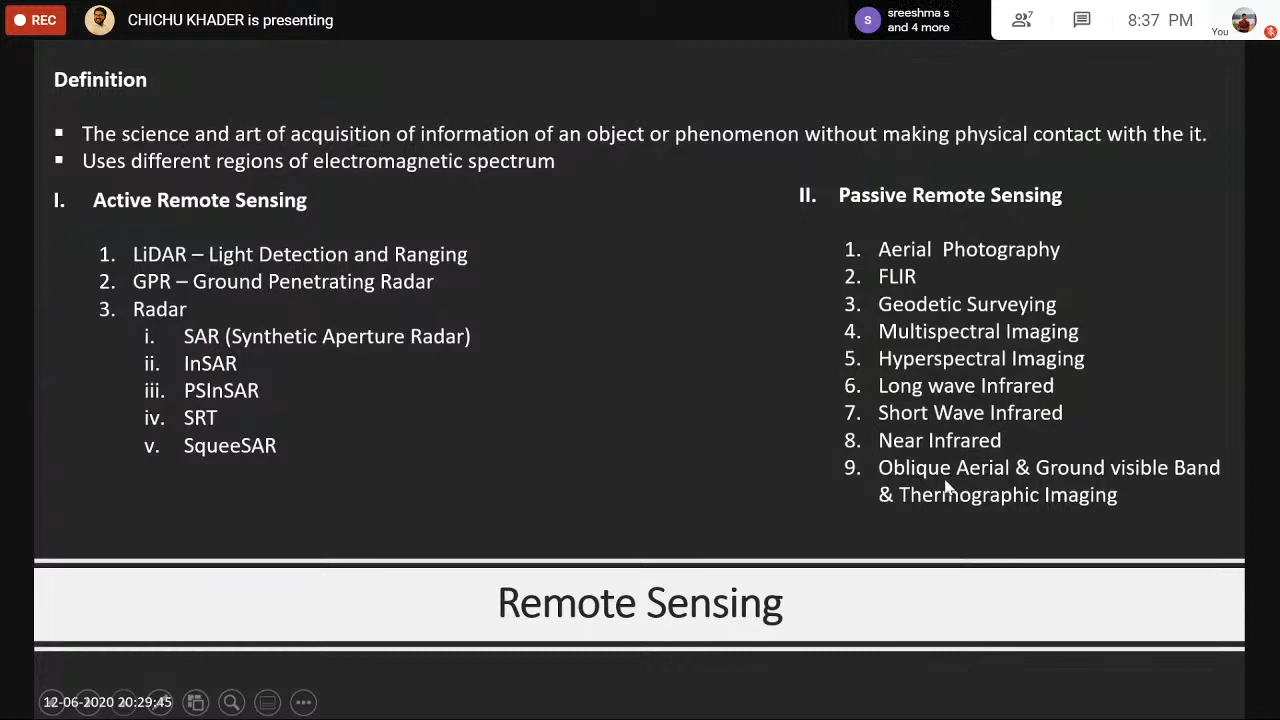 REC
CHICHU KHADER is presenting
s
sreeshma s
and 4 more
7
8:37 PM
You
Definition
▪ The science and art of acquisition of information of an object or phenomenon without making physical contact with the it.
▪ Uses different regions of electromagnetic spectrum
I. Active Remote Sensing
1. LiDAR – Light Detection and Ranging
2. GPR – Ground Penetrating Radar
3. Radar
i. SAR (Synthetic Aperture Radar)
ii. InSAR
iii. PSInSAR
iv. SRT
v. SqueeSAR
II. Passive Remote Sensing
1. Aerial Photography
2. FLIR
3. Geodetic Surveying
4. Multispectral Imaging
5. Hyperspectral Imaging
6. Long wave Infrared
7. Short Wave Infrared
8. Near Infrared
9. Oblique Aerial & Ground visible Band
& Thermographic Imaging
Remote Sensing
12-06-2020 20:29:45